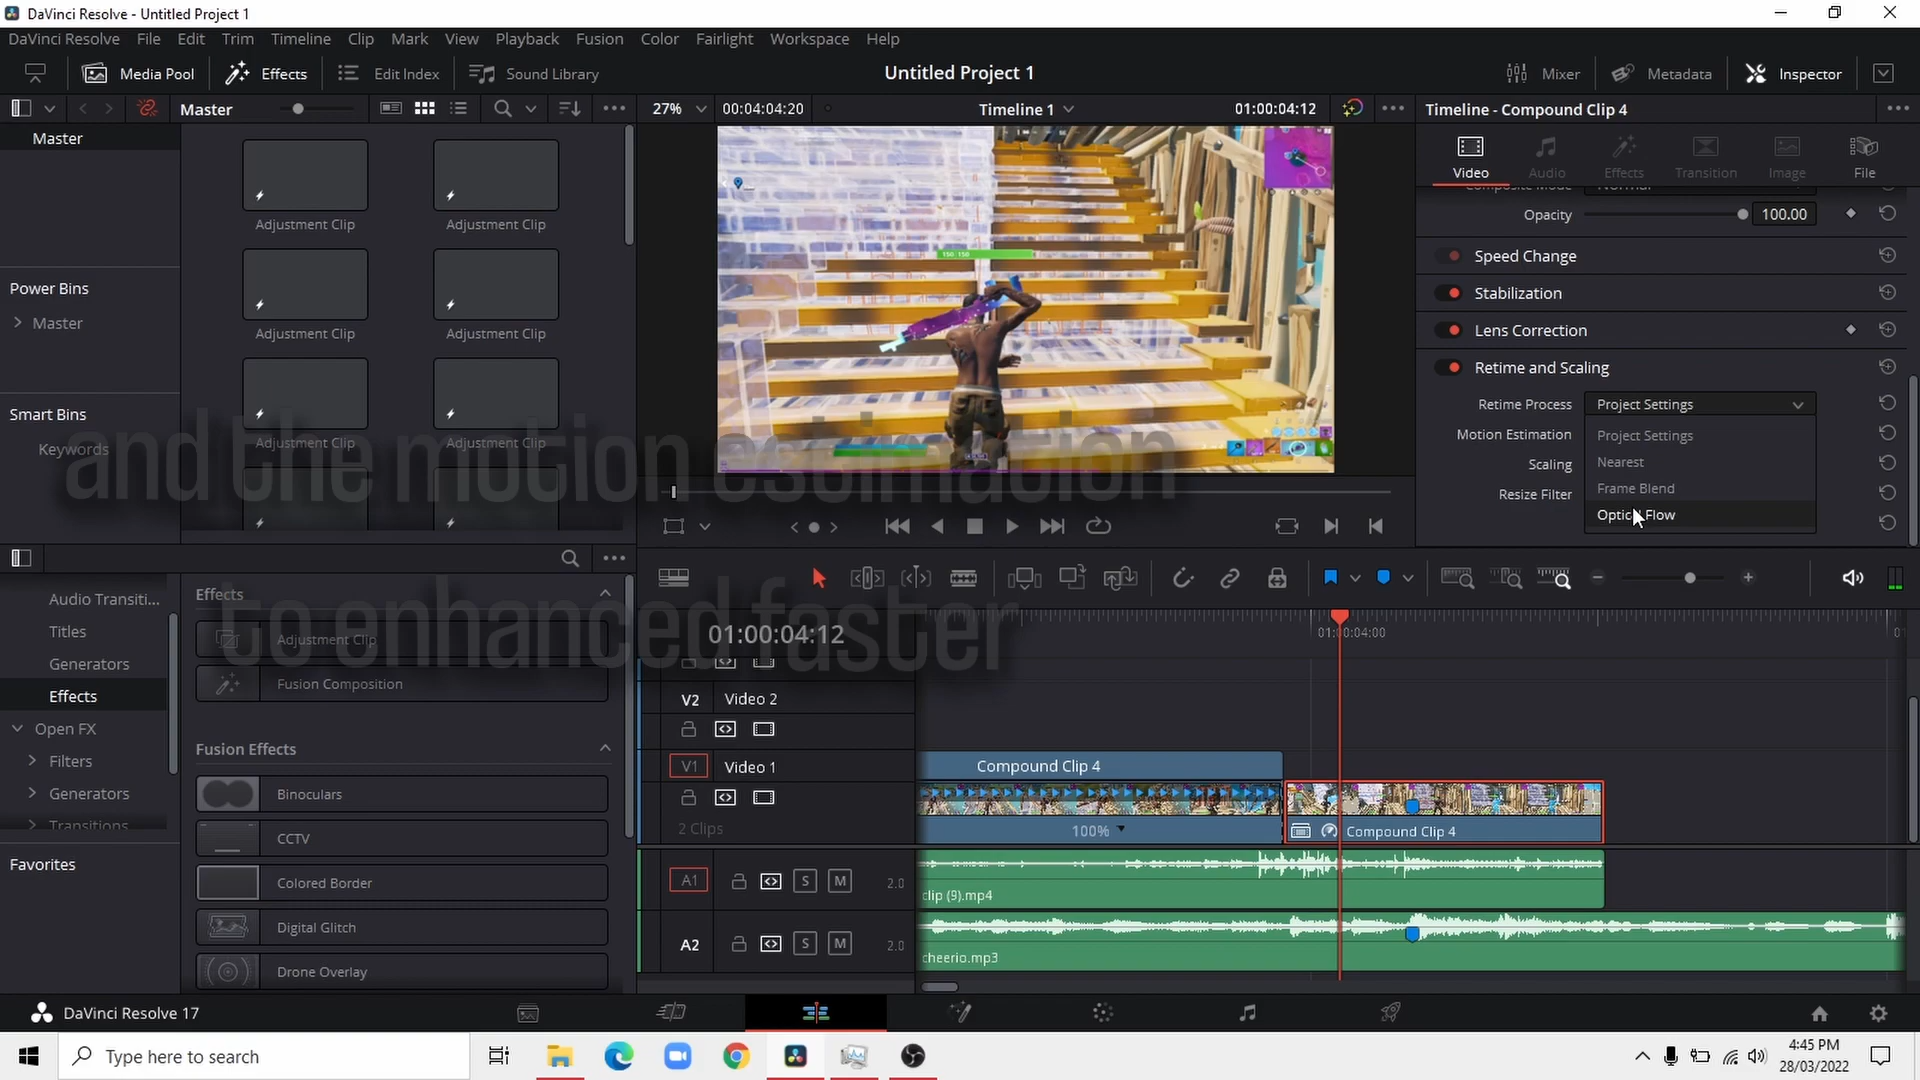 DaVinci Resolve - Untitled Project 1
DaVinci Resolve File Edit Trim Timeline Clip Mark View Playback Fusion Color Fairlight Workspace Help
Media Pool Effects Edit Index Sound Library Untitled Project 1 Mixer Metadata Inspector
Master 27% 00:04:04:20 Timeline 1 01:00:04:12 Timeline - Compound Clip 4
Master
Power Bins
Master
Smart Bins
Keywords
Adjustment Clip Adjustment Clip
Adjustment Clip Adjustment Clip
Adjustment Clip Adjustment Clip
150 150
Video Audio Effects Transition Image File
Composite Mode Normal
Opacity 100.00
Speed Change
Stabilization
Lens Correction
Retime and Scaling
Retime Process Project Settings
Motion Estimation Project Settings
Nearest
Scaling
Frame Blend
Resize Filter
Optical Flow
and the motion estimation
to enhanced faster
Audio Transiti...
Titles
Generators
Effects
Open FX
Filters
Generators
Transitions
Favorites
Effects
Adjustment Clip
Fusion Composition
Fusion Effects
Binoculars
CCTV
Colored Border
Digital Glitch
Drone Overlay
01:00:04:12 01:00:04:00
V2 Video 2
V1 Video 1
2 Clips
Compound Clip 4
100% Compound Clip 4
A1 S M 2.0
clip (9).mp4
A2 S M 2.0
cheerio.mp3
DaVinci Resolve 17
Type here to search
4:45 PM
28/03/2022